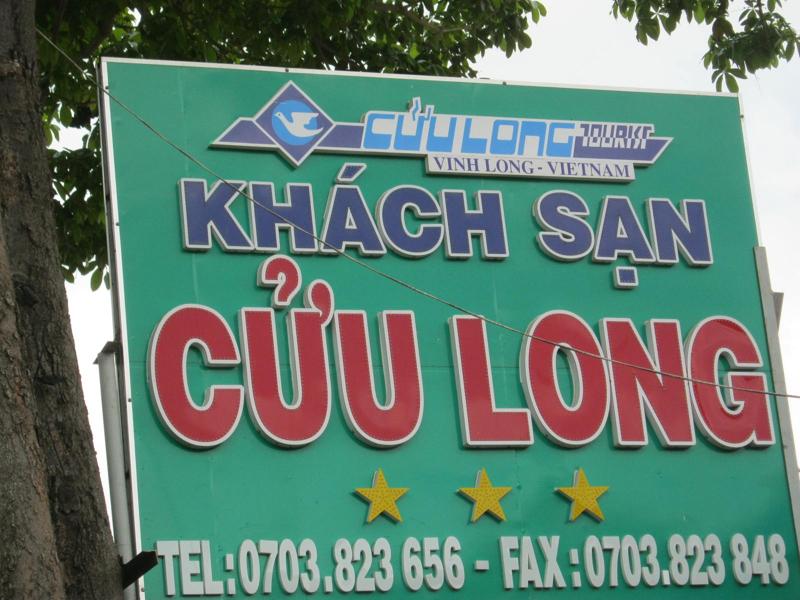 CỬU LONG TOURIST
VINH LONG - VIETNAM
KHÁCH SẠN
CỬU LONG
TEL: 0703.823 656 - FAX: 0703.823 848